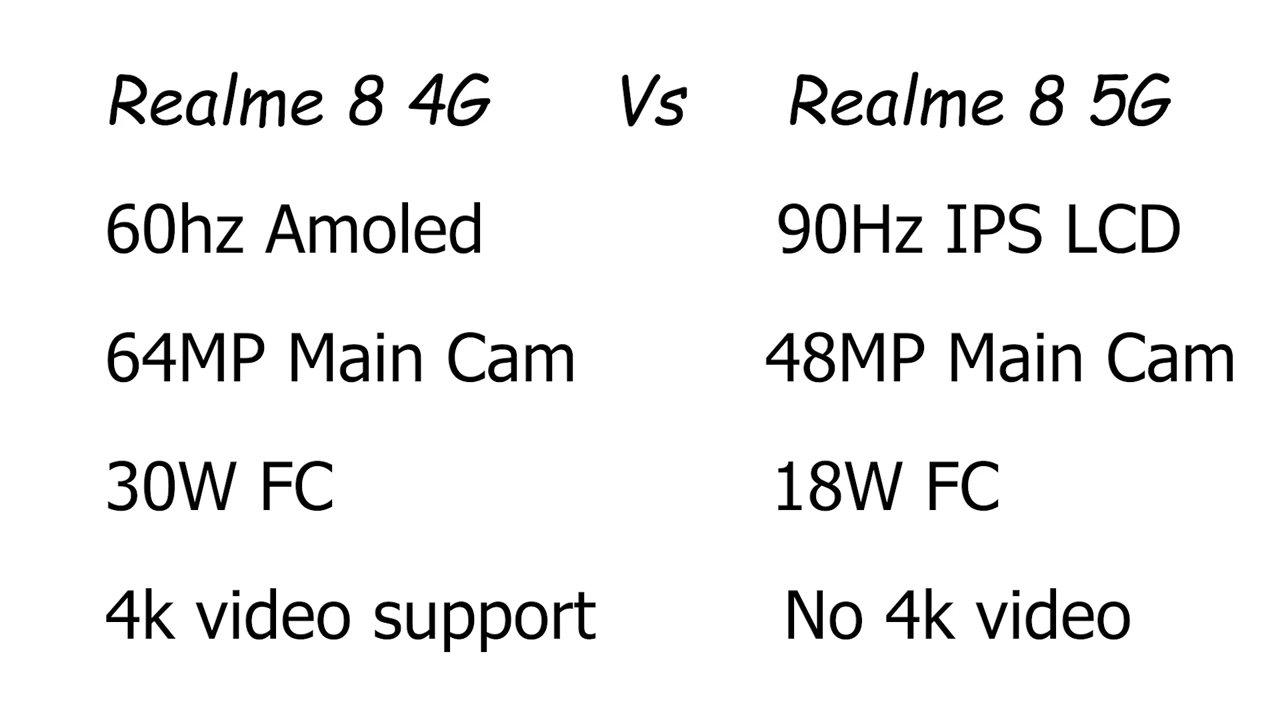 Realme 8 4G Vs Realme 8 5G
60hz Amoled 90Hz IPS LCD
64MP Main Cam 48MP Main Cam
30W FC 18W FC
4k video support No 4k video